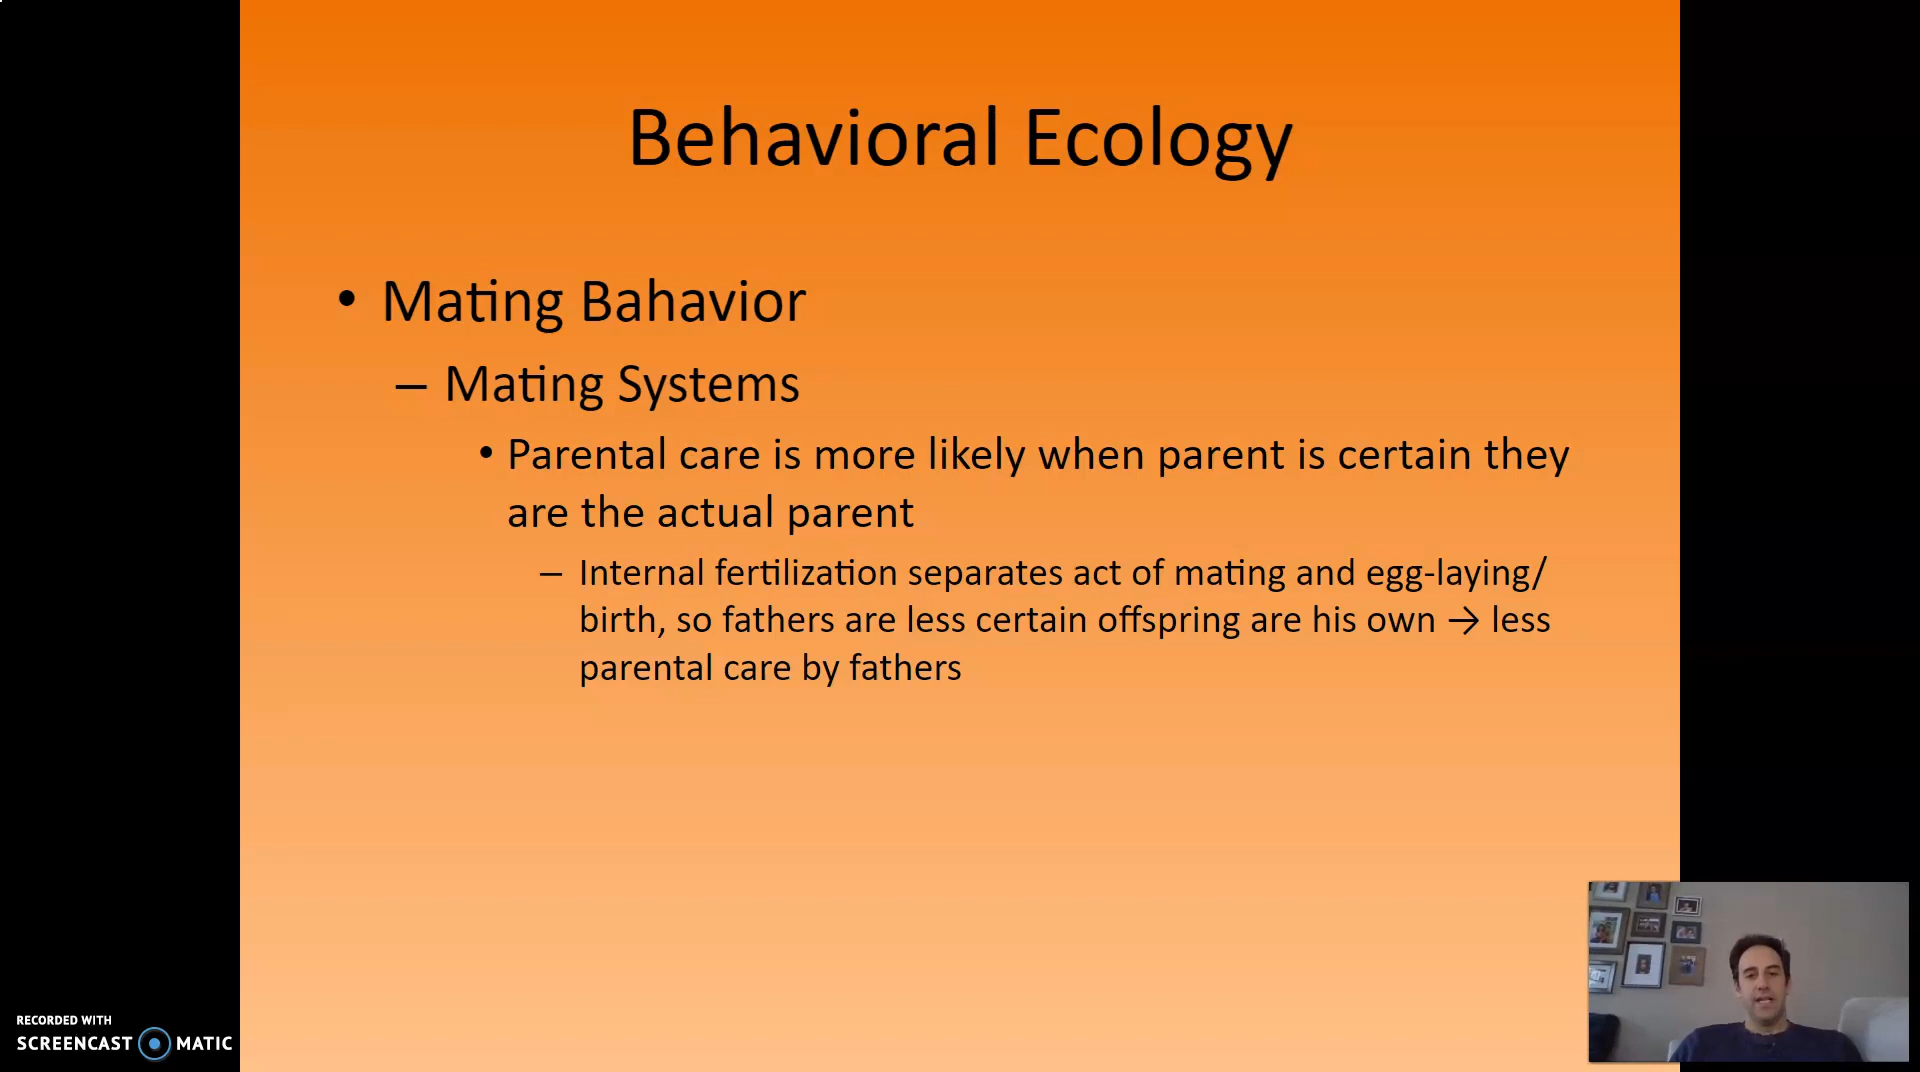 Behavioral Ecology
• Mating Bahavior
– Mating Systems
• Parental care is more likely when parent is certain they
are the actual parent
– Internal fertilization separates act of mating and egg-laying/
birth, so fathers are less certain offspring are his own → less
parental care by fathers
RECORDED WITH
SCREENCAST MATIC